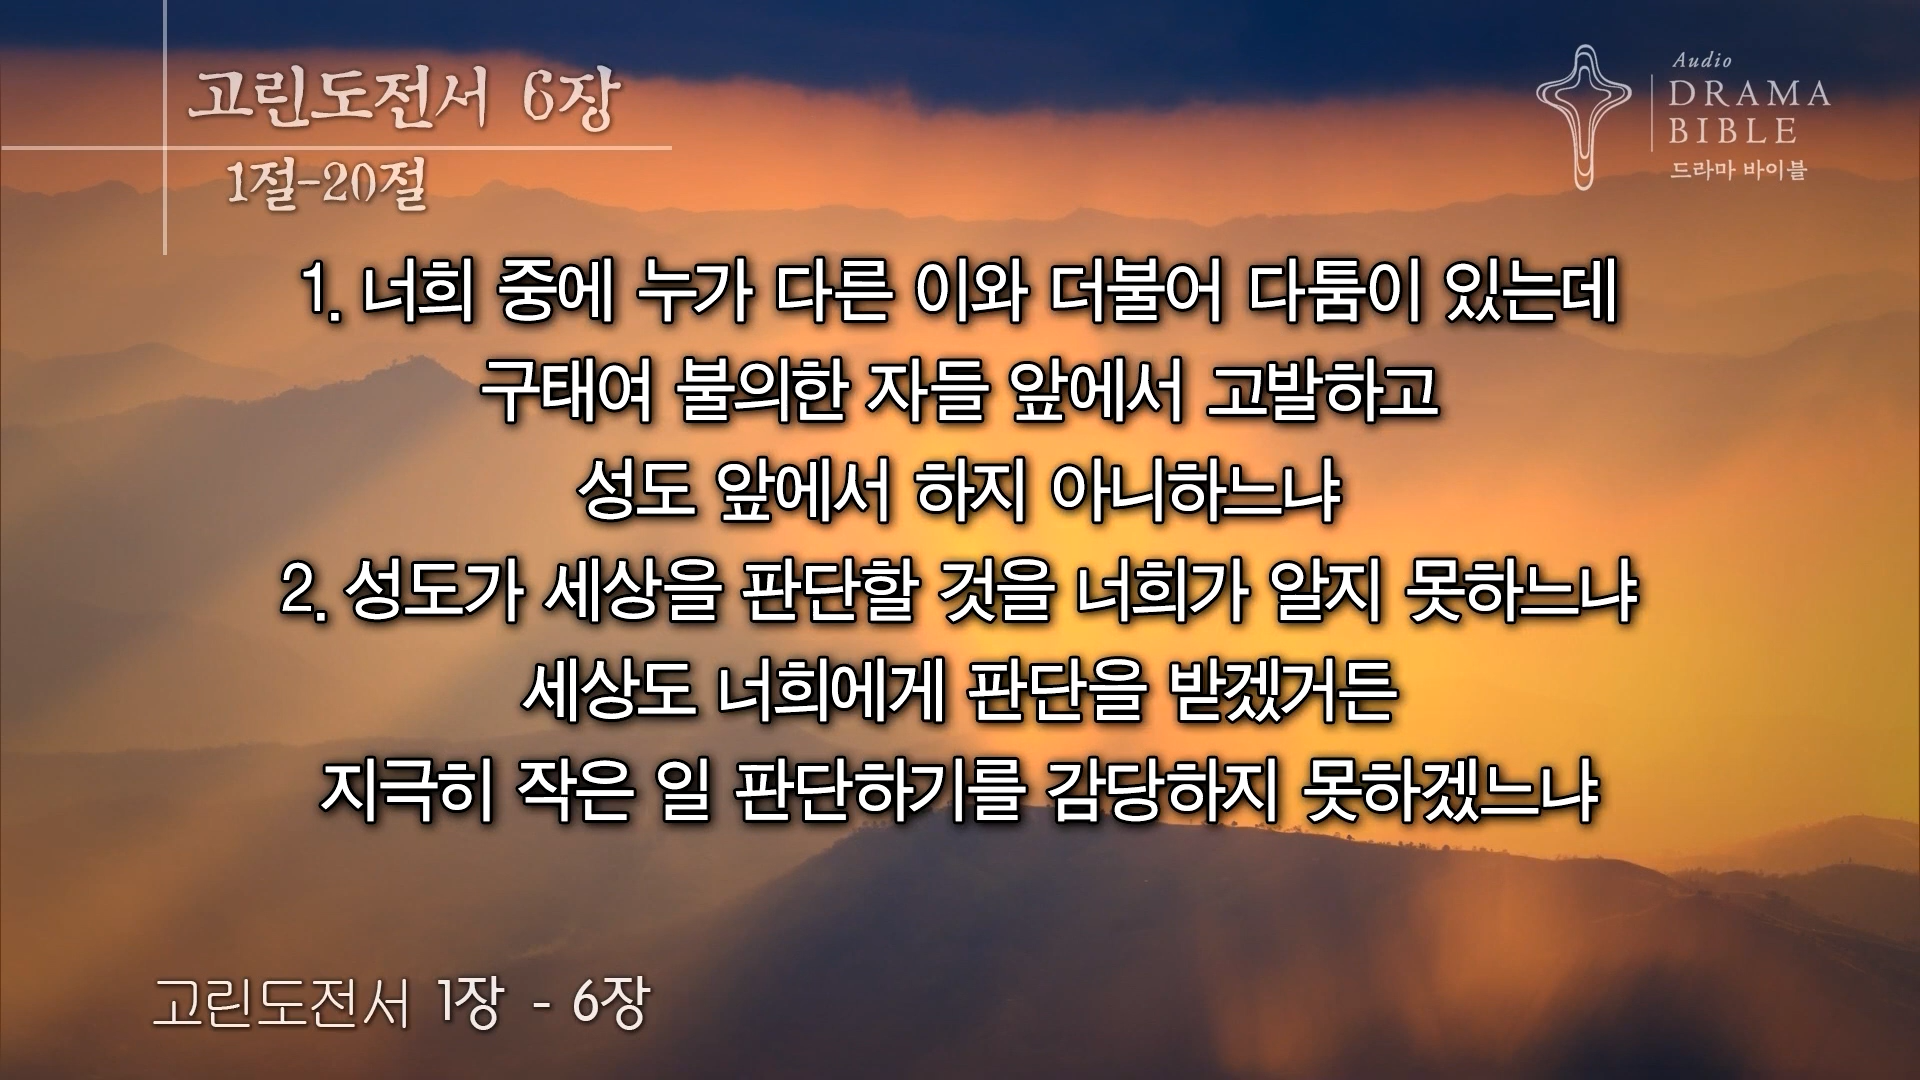 고린도전서 6장
1절-20절
Audio
DRAMA
BIBLE
드라마 바이블
1. 너희 중에 누가 다른 이와 더불어 다툼이 있는데
구태여 불의한 자들 앞에서 고발하고
성도 앞에서 하지 아니하느냐
2. 성도가 세상을 판단할 것을 너희가 알지 못하느냐
세상도 너희에게 판단을 받겠거든
지극히 작은 일 판단하기를 감당하지 못하겠느냐
고린도전서 1장 - 6장